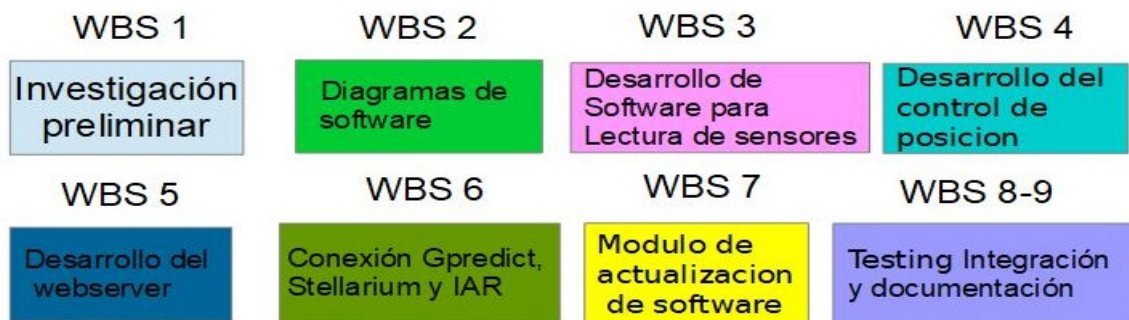 WBS 1
WBS 2
WBS 3
WBS 4
Investigación
preliminar
Diagramas de
software
Desarrollo de
Software para
Lectura de sensores
Desarrollo del
control de
posicion
WBS 5
WBS 6
WBS 7
WBS 8-9
Desarrollo del
webserver
Conexión Gpredict,
Stellarium y IAR
Modulo de
actualizacion
de software
Testing Integración
y documentación